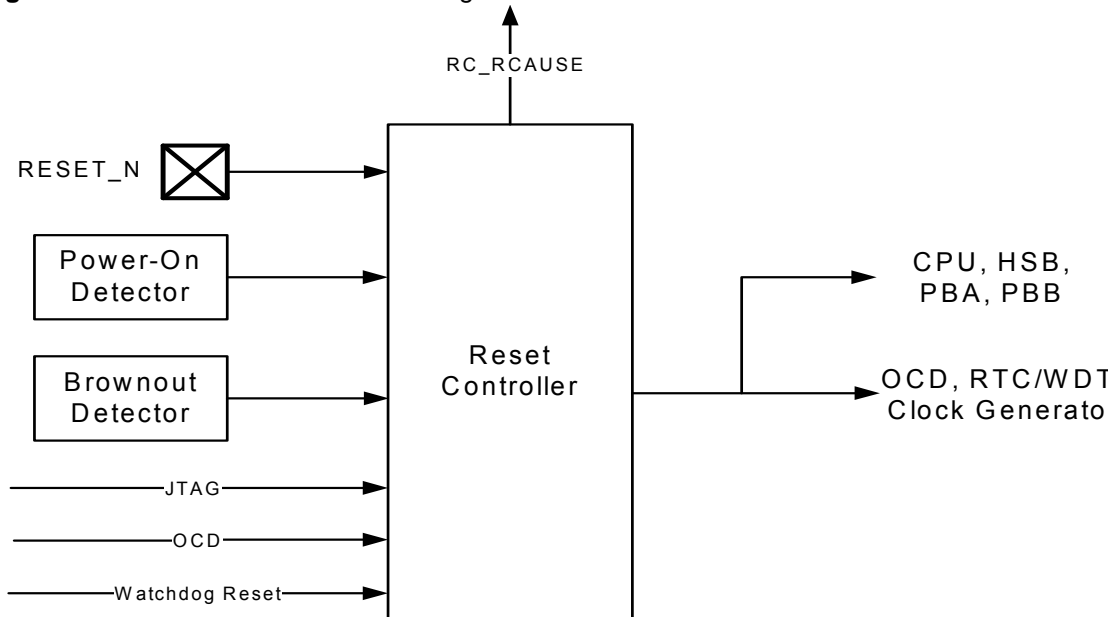 RC_RCAUSE
RESET_N
Power-On
Detector
CPU, HSB,
PBA, PBB
Reset
Controller
Brownout
Detector
OCD, RTC/WDT
Clock Generato
JTAG
OCD
Watchdog Reset